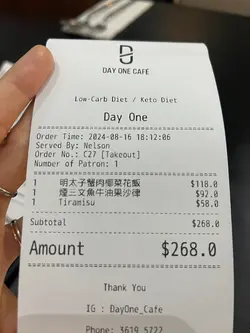 DAY ONE CAFÉ
Low-Carb Diet / Keto Diet
Day One
Order Time: 2024-08-16 18:12:06
Served By: Nelson
Order No.: C27 [Takeout]
Number of Patron: 1
1 明太子蟹肉椰菜花飯 $118.0
1 煙三文魚牛油果沙律 $92.0
1 Tiramisu $58.0
Subtotal $268.0
Amount $268.0
Thank You
IG : DayOne_Cafe
Phone: 3619 5722